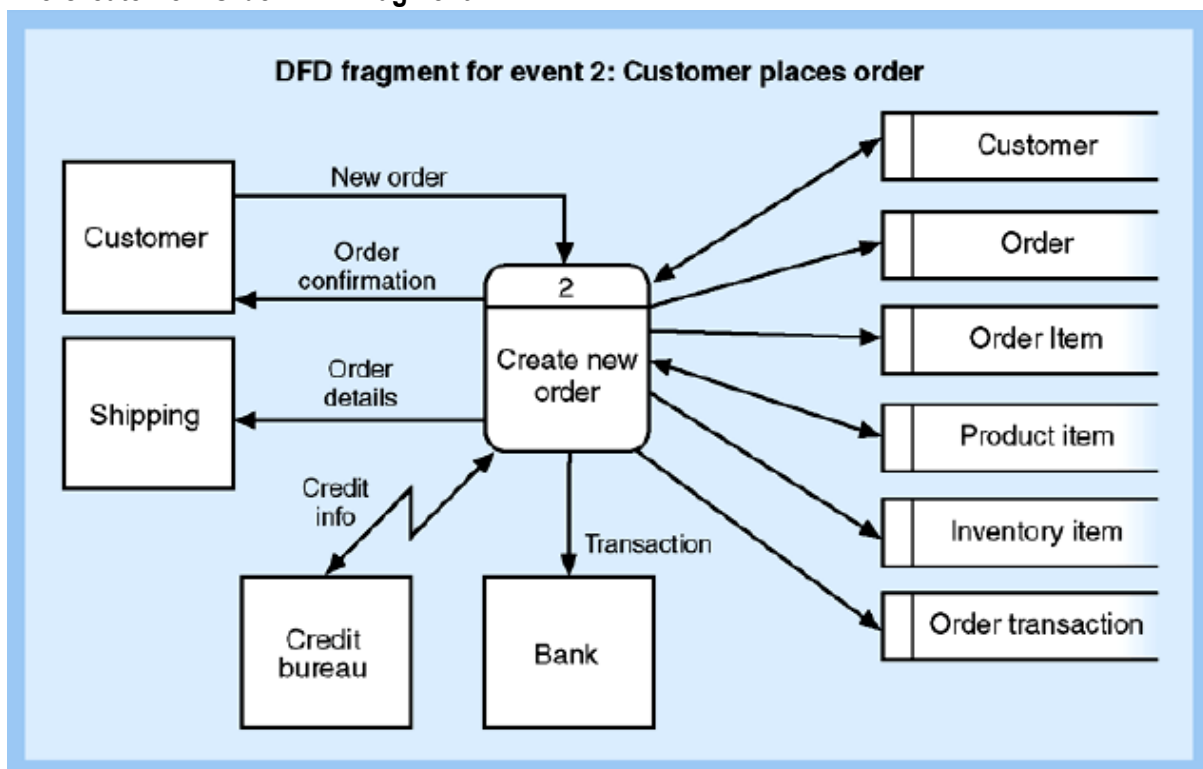 DFD fragment for event 2: Customer places order
Customer
New order
Customer
Order
confirmation
2
Order
Create new
order
Order Item
Shipping
Order
details
Product item
Credit
info
Transaction
Inventory item
Credit
bureau
Bank
Order transaction